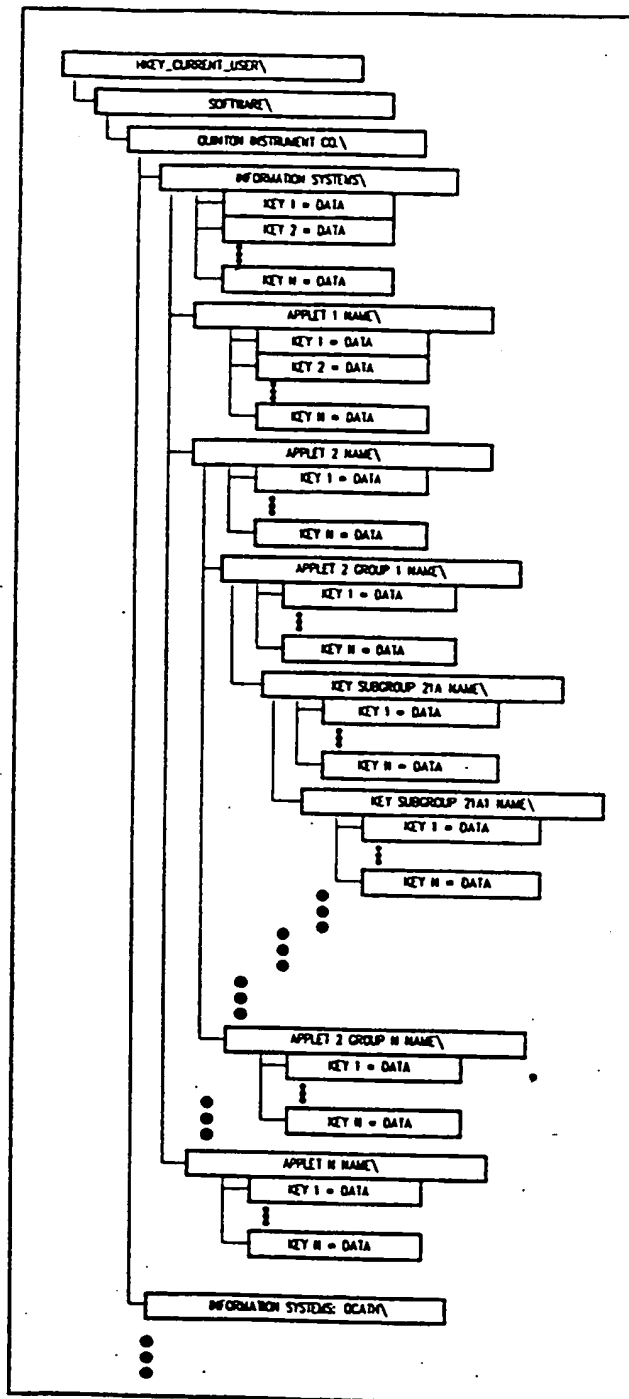 HKEY_CURRENT_USER\
SOFTWARE\
QUINTON INSTRUMENT CO.\
INFORMATION SYSTEMS\
KEY 1 = DATA
KEY 2 = DATA
KEY N = DATA
APPLET 1 NAME\
KEY 1 = DATA
KEY 2 = DATA
KEY N = DATA
APPLET 2 NAME\
KEY 1 = DATA
KEY N = DATA
APPLET 2 GROUP 1 NAME\
KEY 1 = DATA
KEY N = DATA
KEY SUBGROUP 21A NAME\
KEY 1 = DATA
KEY N = DATA
KEY SUBGROUP 21A1 NAME\
KEY 1 = DATA
KEY N = DATA
APPLET 2 GROUP N NAME\
KEY 1 = DATA
KEY N = DATA
APPLET N NAME\
KEY 1 = DATA
KEY N = DATA
INFORMATION SYSTEMS: QCATH\